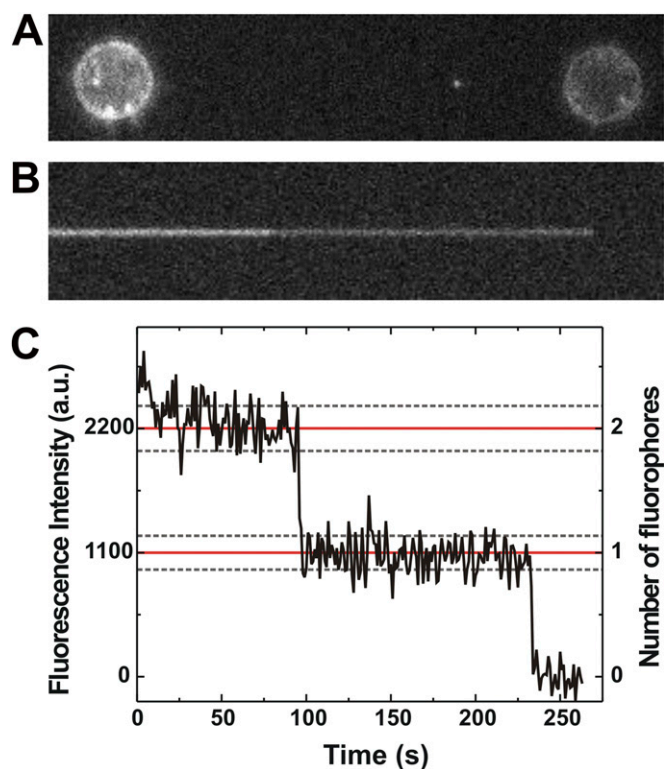 A
B
C
Fluorescence Intensity (a.u.)
2200
1100
0
2
1
0
Number of fluorophores
0 50 100 150 200 250
Time (s)